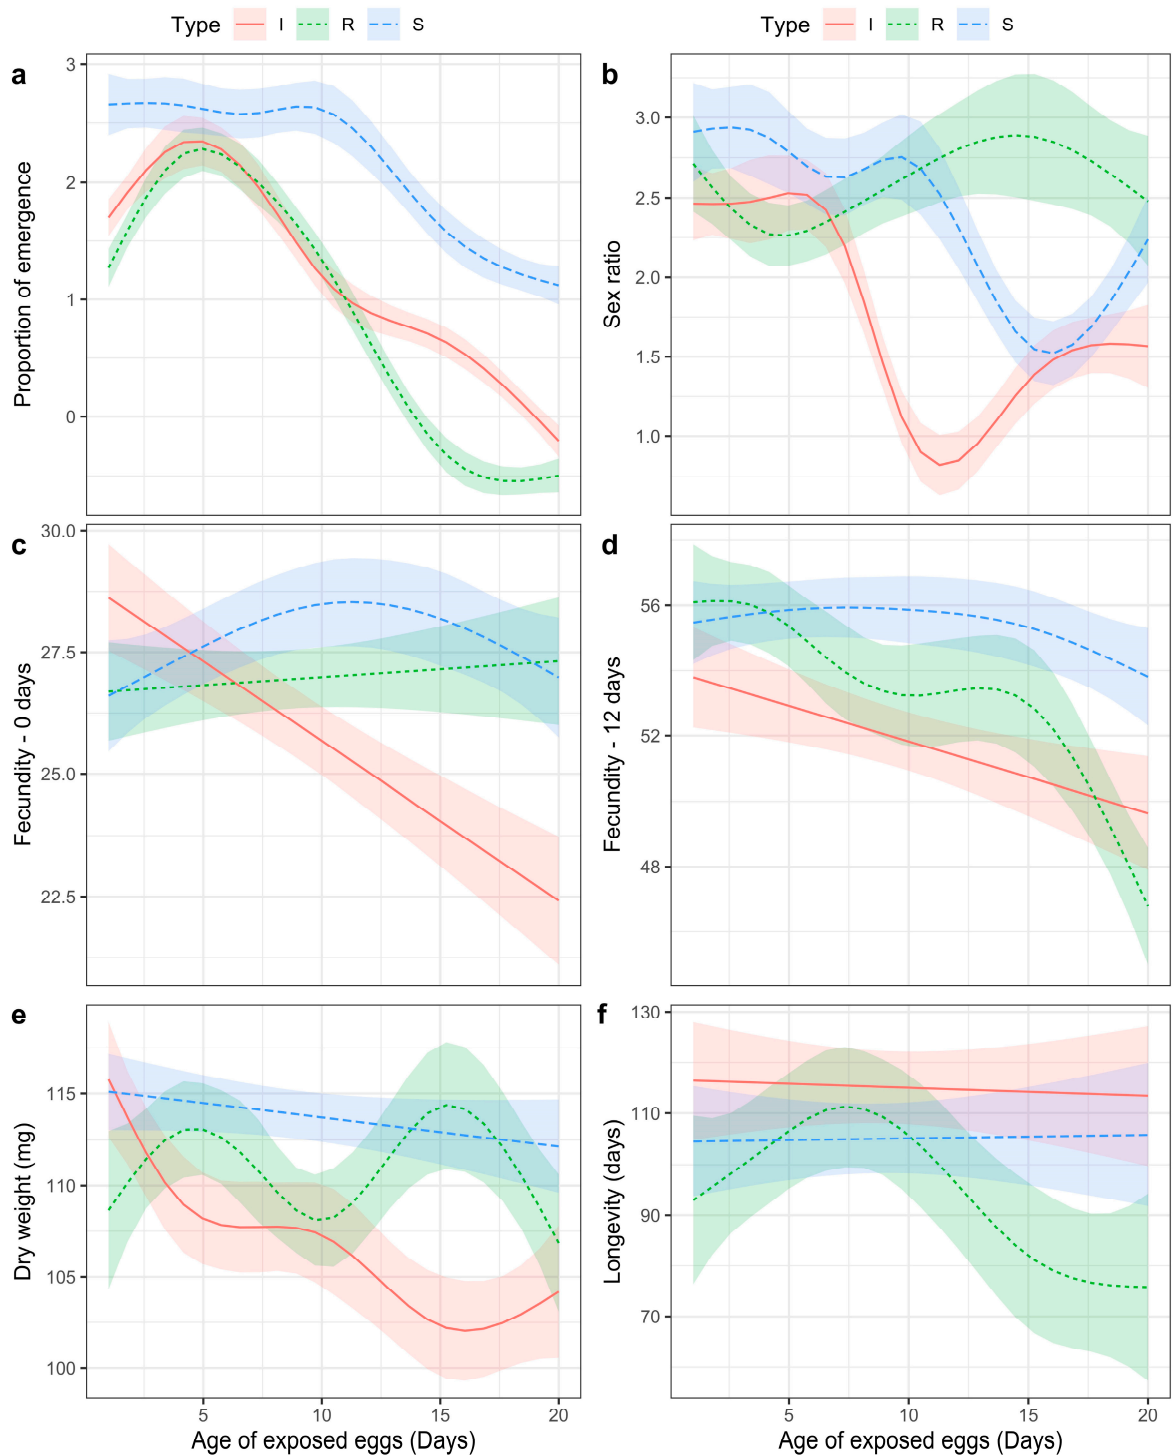 Type I R S
Type I R S
a
3
2
1
0
Proportion of emergence
b
3.0
2.5
2.0
1.5
1.0
Sex ratio
c
30.0
27.5
25.0
22.5
Fecundity - 0 days
d
56
52
48
Fecundity - 12 days
e
115
110
105
100
Dry weight (mg)
5 10 15 20
Age of exposed eggs (Days)
f
130
110
90
70
Longevity (days)
5 10 15 20
Age of exposed eggs (Days)